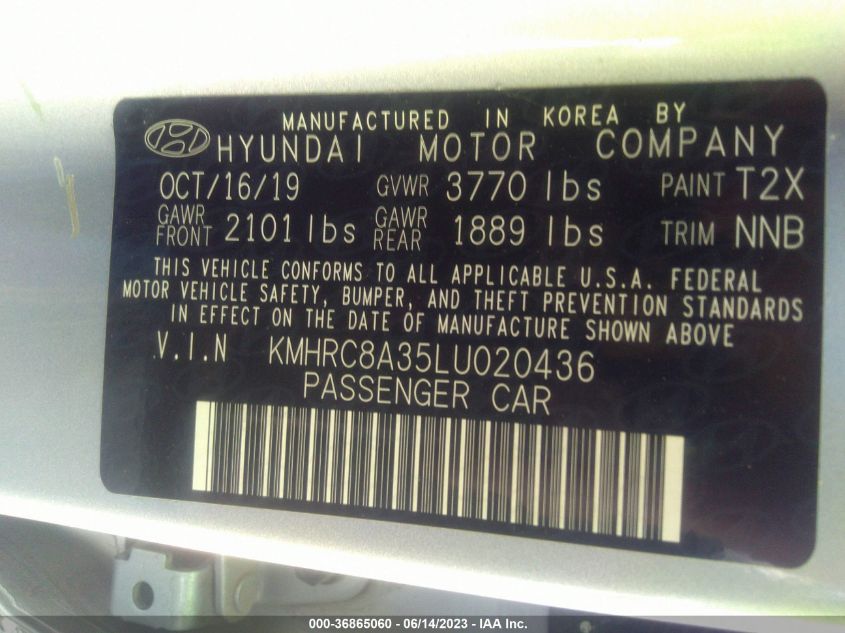 MANUFACTURED IN KOREA BY
HYUNDAI MOTOR COMPANY
OCT/16/19 GVWR 3770 lbs PAINT T2X
GAWR FRONT 2101 lbs GAWR REAR 1889 lbs TRIM NNB
THIS VEHICLE CONFORMS TO ALL APPLICABLE U.S.A. FEDERAL
MOTOR VEHICLE SAFETY, BUMPER, AND THEFT PREVENTION STANDARDS
IN EFFECT ON THE DATE OF MANUFACTURE SHOWN ABOVE
V.I.N KMHRC8A35LU020436
PASSENGER CAR
000-36865060 - 06/14/2023 - IAA Inc.